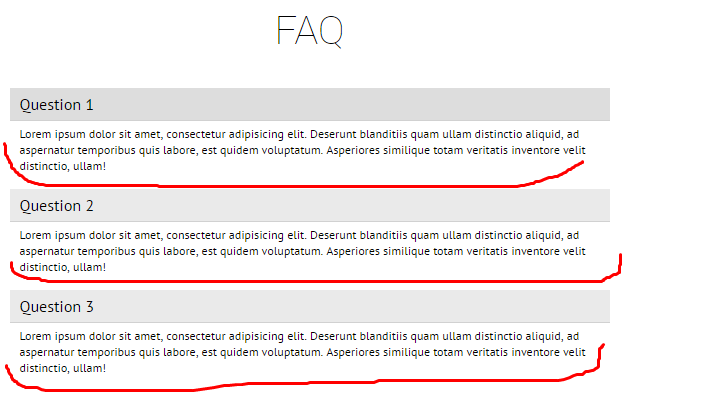 FAQ
Question 1
Lorem ipsum dolor sit amet, consectetur adipisicing elit. Deserunt blanditiis quam ullam distinctio aliquid, ad
aspernatur temporibus quis labore, est quidem voluptatum. Asperiores similique totam veritatis inventore velit
distinctio, ullam!
Question 2
Lorem ipsum dolor sit amet, consectetur adipisicing elit. Deserunt blanditiis quam ullam distinctio aliquid, ad
aspernatur temporibus quis labore, est quidem voluptatum. Asperiores similique totam veritatis inventore velit
distinctio, ullam!
Question 3
Lorem ipsum dolor sit amet, consectetur adipisicing elit. Deserunt blanditiis quam ullam distinctio aliquid, ad
aspernatur temporibus quis labore, est quidem voluptatum. Asperiores similique totam veritatis inventore velit
distinctio, ullam!